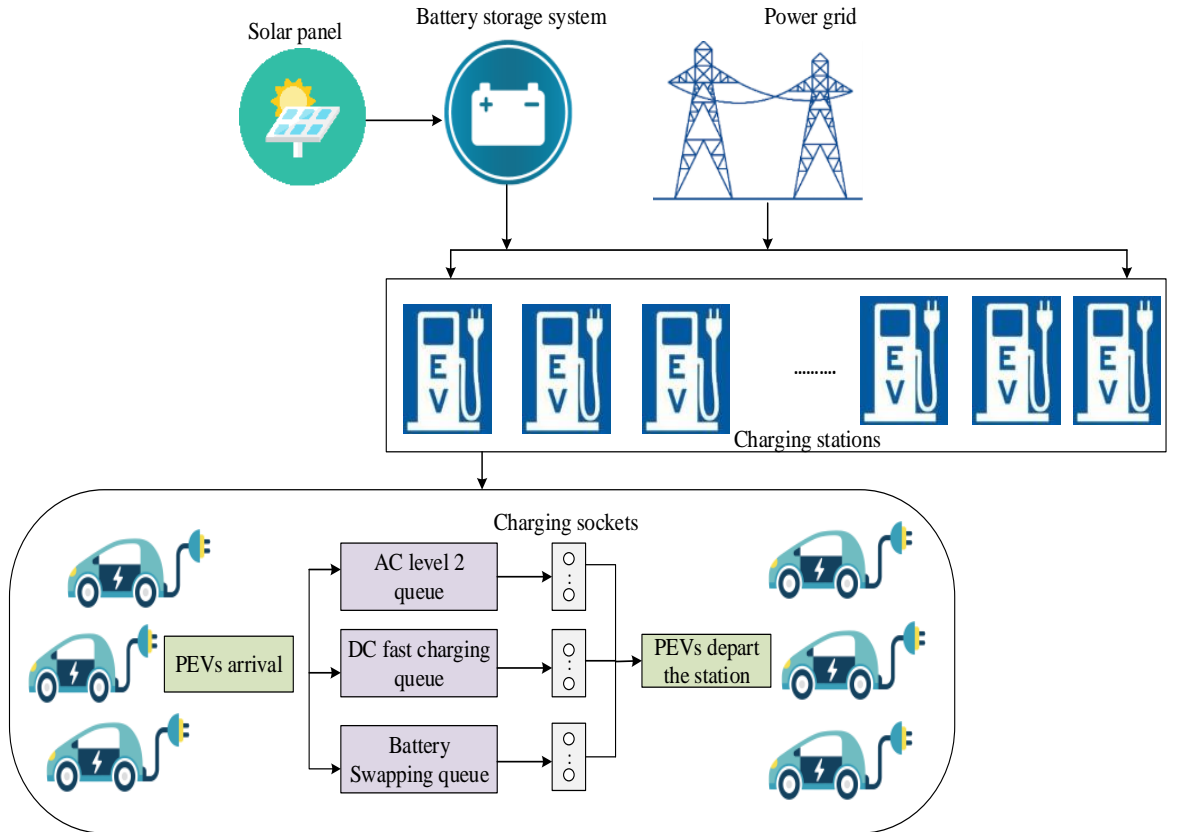 Solar panel
Battery storage system
Power grid
E
V
E
V
E
V
..........
E
V
E
V
E
V
Charging stations
Charging sockets
PEVs arrival
AC level 2
queue
DC fast charging
queue
Battery
Swapping queue
PEVs depart
the station